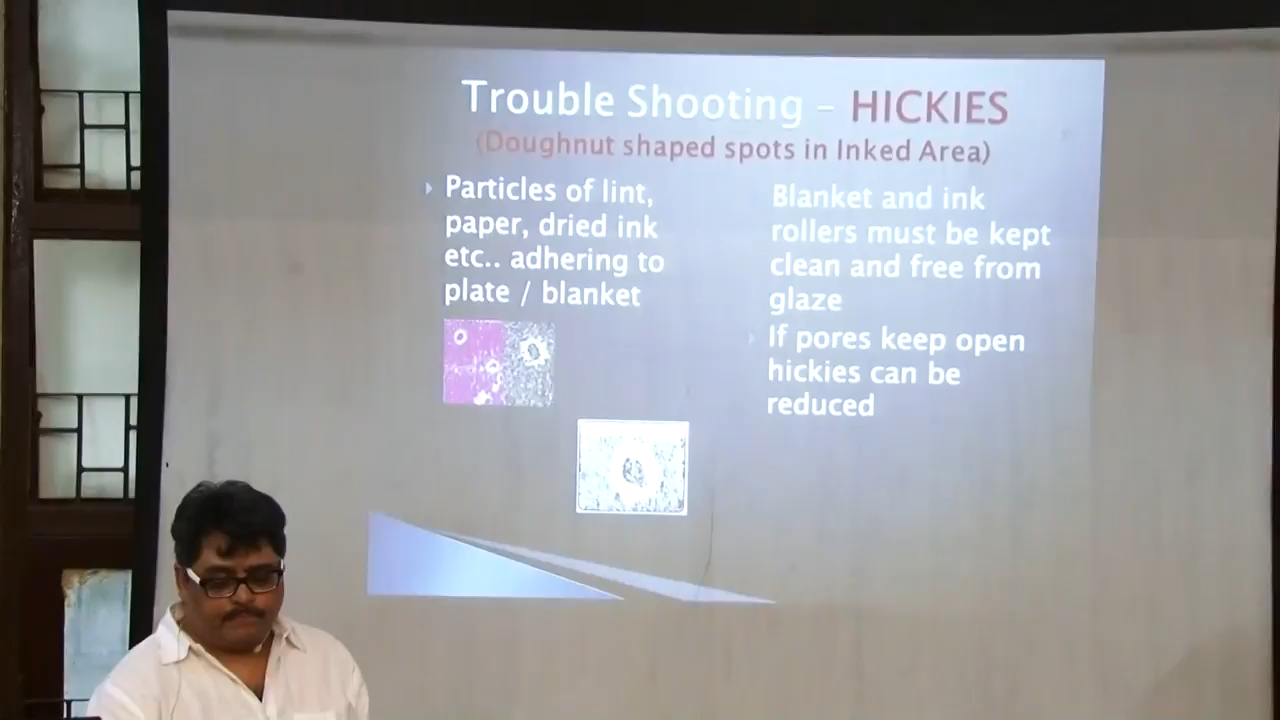 Trouble Shooting – HICKIES
(Doughnut shaped spots in Inked Area)
Particles of lint,
paper, dried ink
etc.. adhering to
plate / blanket
Blanket and ink
rollers must be kept
clean and free from
glaze
If pores keep open
hickies can be
reduced